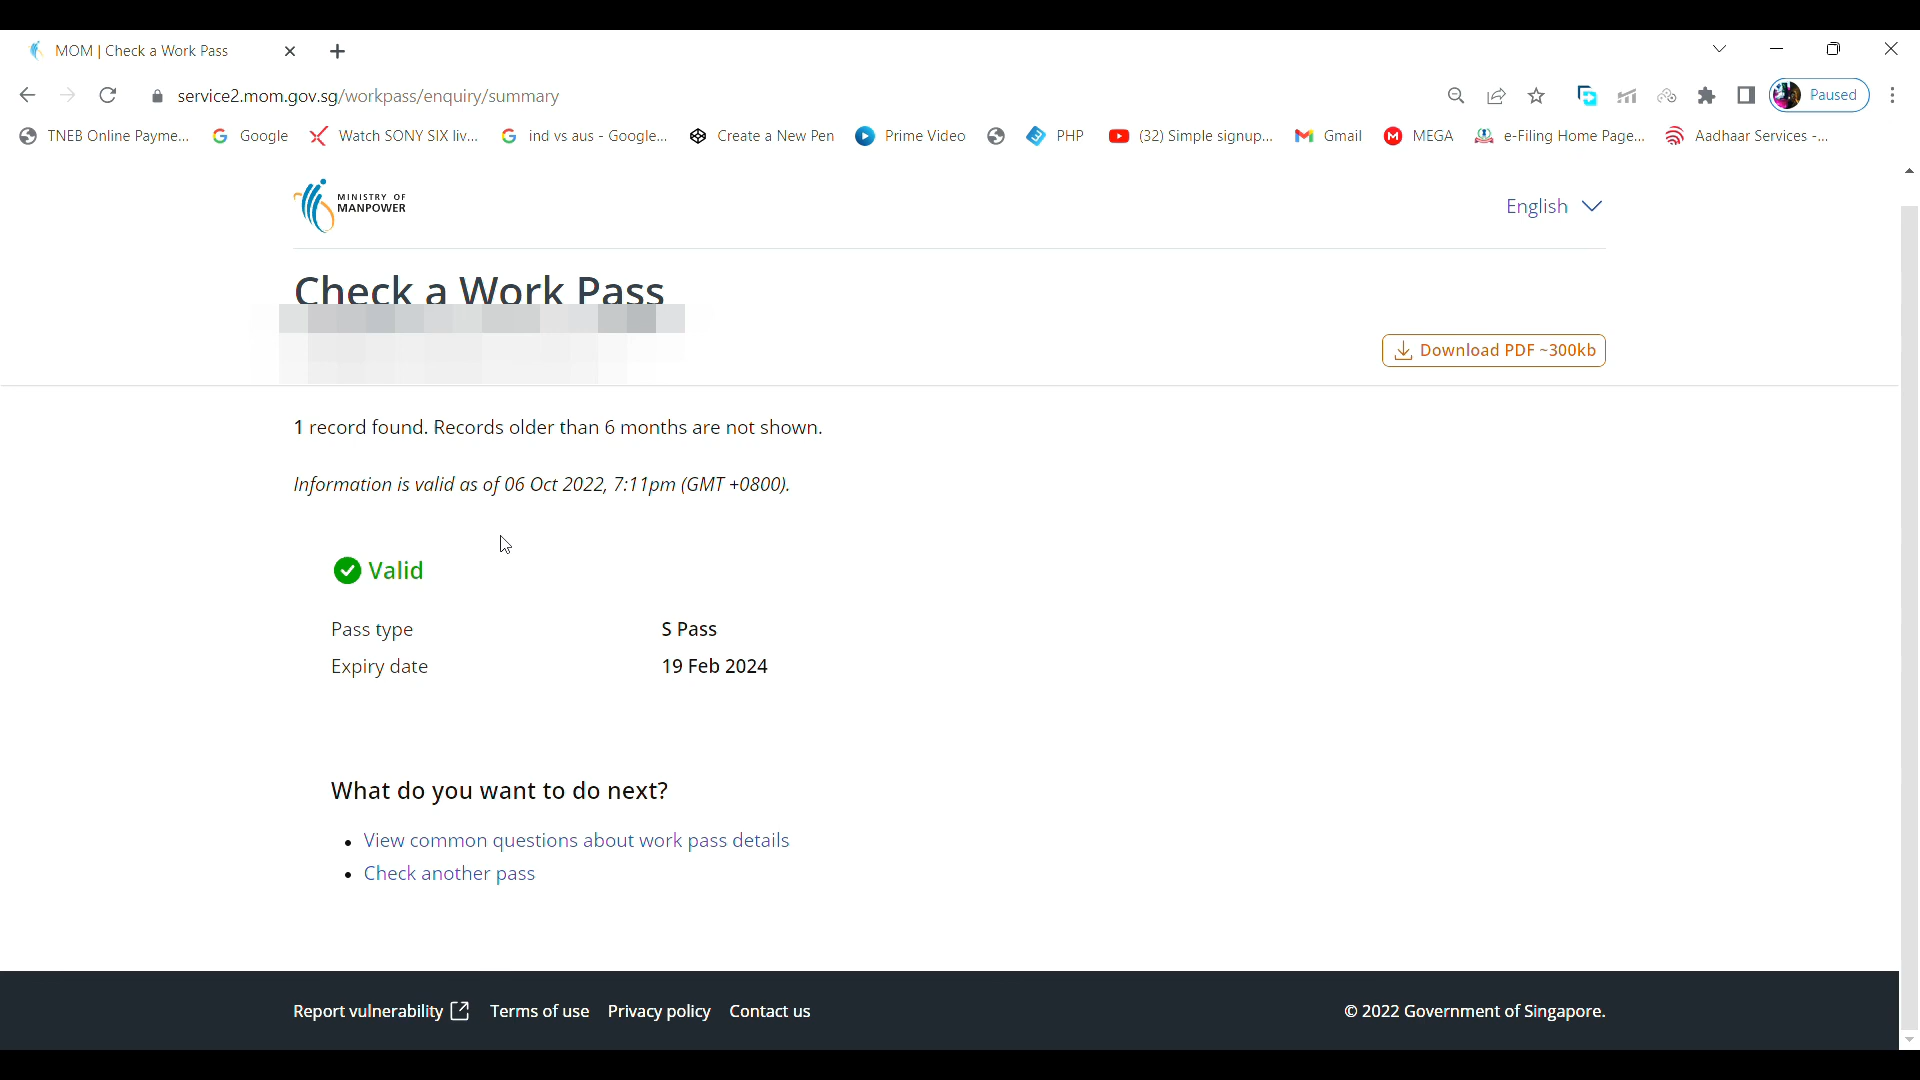 MOM | Check a Work Pass
service2.mom.gov.sg/workpass/enquiry/summary
Paused
TNEB Online Payme... Google Watch SONY SIX liv... ind vs aus - Google... Create a New Pen Prime Video PHP (32) Simple signup... Gmail MEGA e-Filing Home Page... Aadhaar Services -...
MINISTRY OF
MANPOWER
English
Check a Work Pass
Download PDF ~300kb
1 record found. Records older than 6 months are not shown.
Information is valid as of 06 Oct 2022, 7:11pm (GMT +0800).
Valid
Pass type S Pass
Expiry date 19 Feb 2024
What do you want to do next?
• View common questions about work pass details
• Check another pass
Report vulnerability Terms of use Privacy policy Contact us © 2022 Government of Singapore.